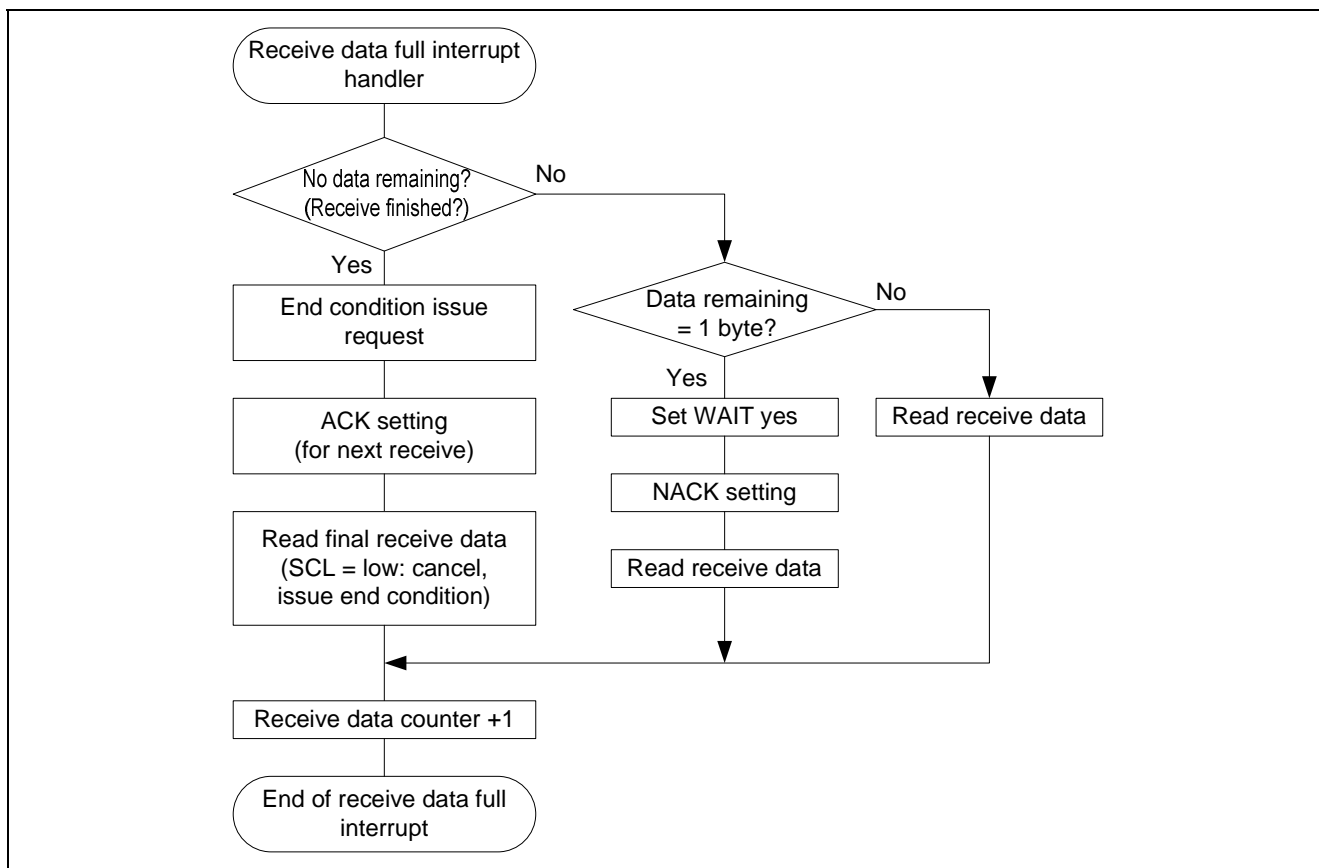 Receive data full interrupt
handler
No data remaining?
(Receive finished?)
No
Yes
End condition issue
request
ACK setting
(for next receive)
Read final receive data
(SCL = low: cancel,
issue end condition)
Data remaining
= 1 byte?
No
Yes
Set WAIT yes
NACK setting
Read receive data
Read receive data
Receive data counter +1
End of receive data full
interrupt